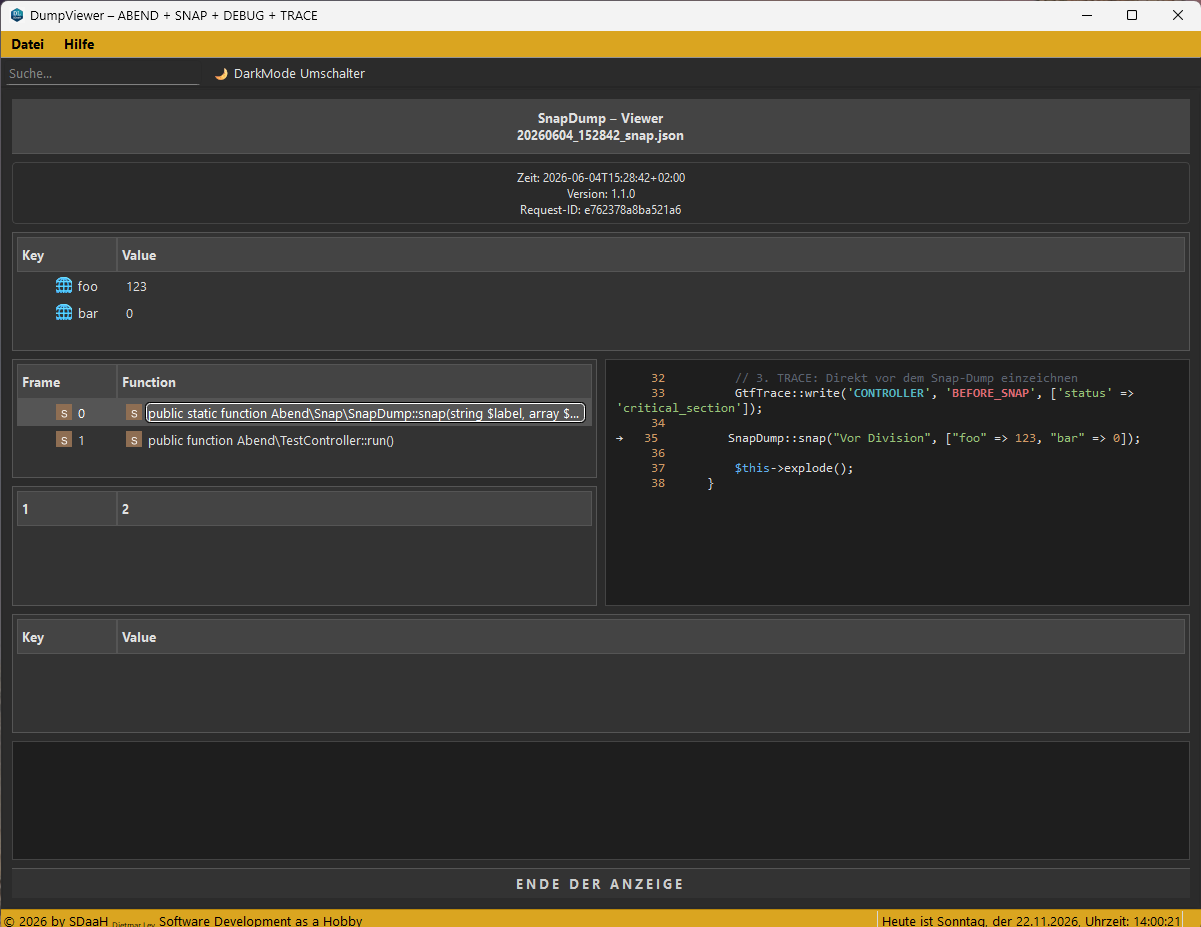 DumpViewer – ABEND + SNAP + DEBUG + TRACE
Datei Hilfe
Suche... DarkMode Umschalter
SnapDump – Viewer
20260604_152842_snap.json
Zeit: 2026-06-04T15:28:42+02:00
Version: 1.1.0
Request-ID: e762378a8ba521a6
Key Value
foo 123
bar 0
Frame Function
S 0 S public static function Abend\Snap\SnapDump::snap(string $label, array $...
S 1 S public function Abend\TestController::run()
32 // 3. TRACE: Direkt vor dem Snap-Dump einzeichnen
33 GtfTrace::write('CONTROLLER', 'BEFORE_SNAP', ['status' =>
'critical_section']);
34
→ 35 SnapDump::snap("Vor Division", ["foo" => 123, "bar" => 0]);
36
37 $this->explode();
38 }
1 2
Key Value
ENDE DER ANZEIGE
© 2026 by SDaaH Dietmar Ley Software Development as a Hobby
Heute ist Sonntag, der 22.11.2026, Uhrzeit: 14:00:21